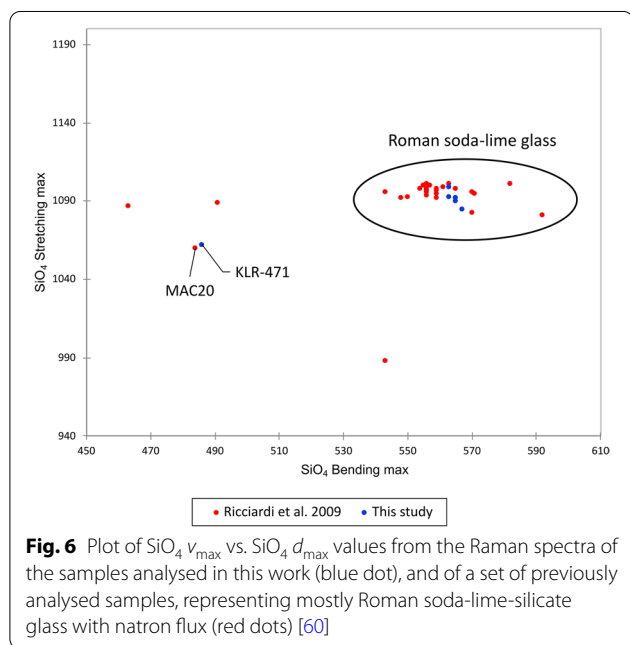 1190
1140
1090
1040
990
940
SiO4 Stretching max
Roman soda-lime glass
KLR-471
MAC20
450 470 490 510 530 550 570 590 610
SiO4 Bending max
Ricciardi et al. 2009 This study
Fig. 6 Plot of SiO4 vmax vs. SiO4 dmax values from the Raman spectra of
the samples analysed in this work (blue dot), and of a set of previously
analysed samples, representing mostly Roman soda-lime-silicate
glass with natron flux (red dots) [60]